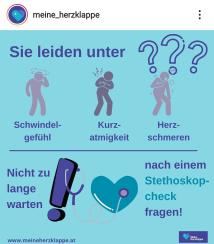 meine_herzklappe
Sie leiden unter
???
Schwindel-
gefühl
Kurz-
atmigkeit
Herz-
schmeren
Nicht zu
lange
warten
!
nach einem
Stethoskop-
check
fragen!
www.meineherzklappe.at